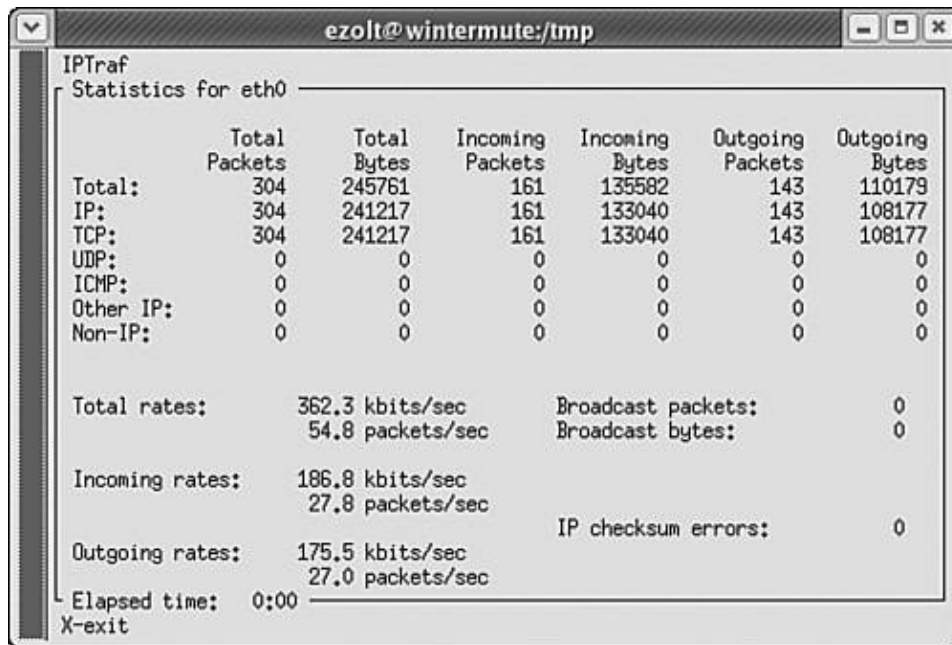 ezolt@wintermute:/tmp
IPTraf
Statistics for eth0
Total Total Incoming Incoming Outgoing Outgoing
Packets Bytes Packets Bytes Packets Bytes
Total: 304 245761 161 135582 143 110179
IP: 304 241217 161 133040 143 108177
TCP: 304 241217 161 133040 143 108177
UDP: 0 0 0 0 0 0
ICMP: 0 0 0 0 0 0
Other IP: 0 0 0 0 0 0
Non-IP: 0 0 0 0 0 0
Total rates: 362.3 kbits/sec Broadcast packets: 0
54.8 packets/sec Broadcast bytes: 0
Incoming rates: 186.8 kbits/sec
27.8 packets/sec
IP checksum errors: 0
Outgoing rates: 175.5 kbits/sec
27.0 packets/sec
Elapsed time: 0:00
X-exit